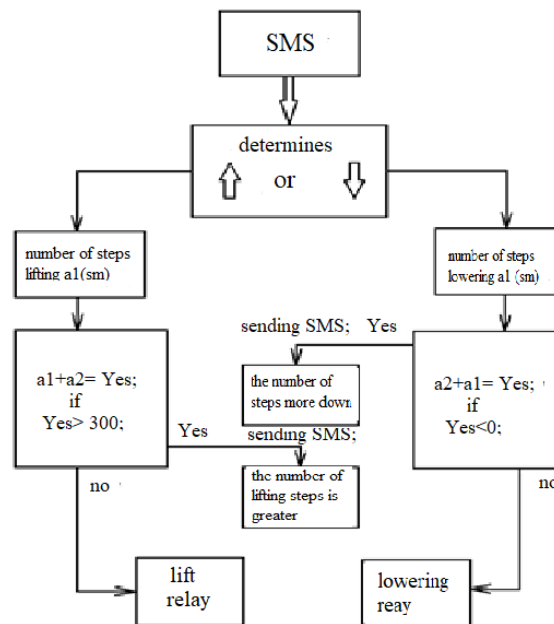 SMS
determines
or
number of steps
lifting a1(sm)
number of steps
lowering a1 (sm)
sending SMS; Yes
a1+a2= Yes;
if
Yes> 300;
the number of
steps more down
a2+a1= Yes;
if
Yes<0;
Yes sending SMS;
the number of
lifting steps is
greater
no
no
lift
relay
lowering
reay